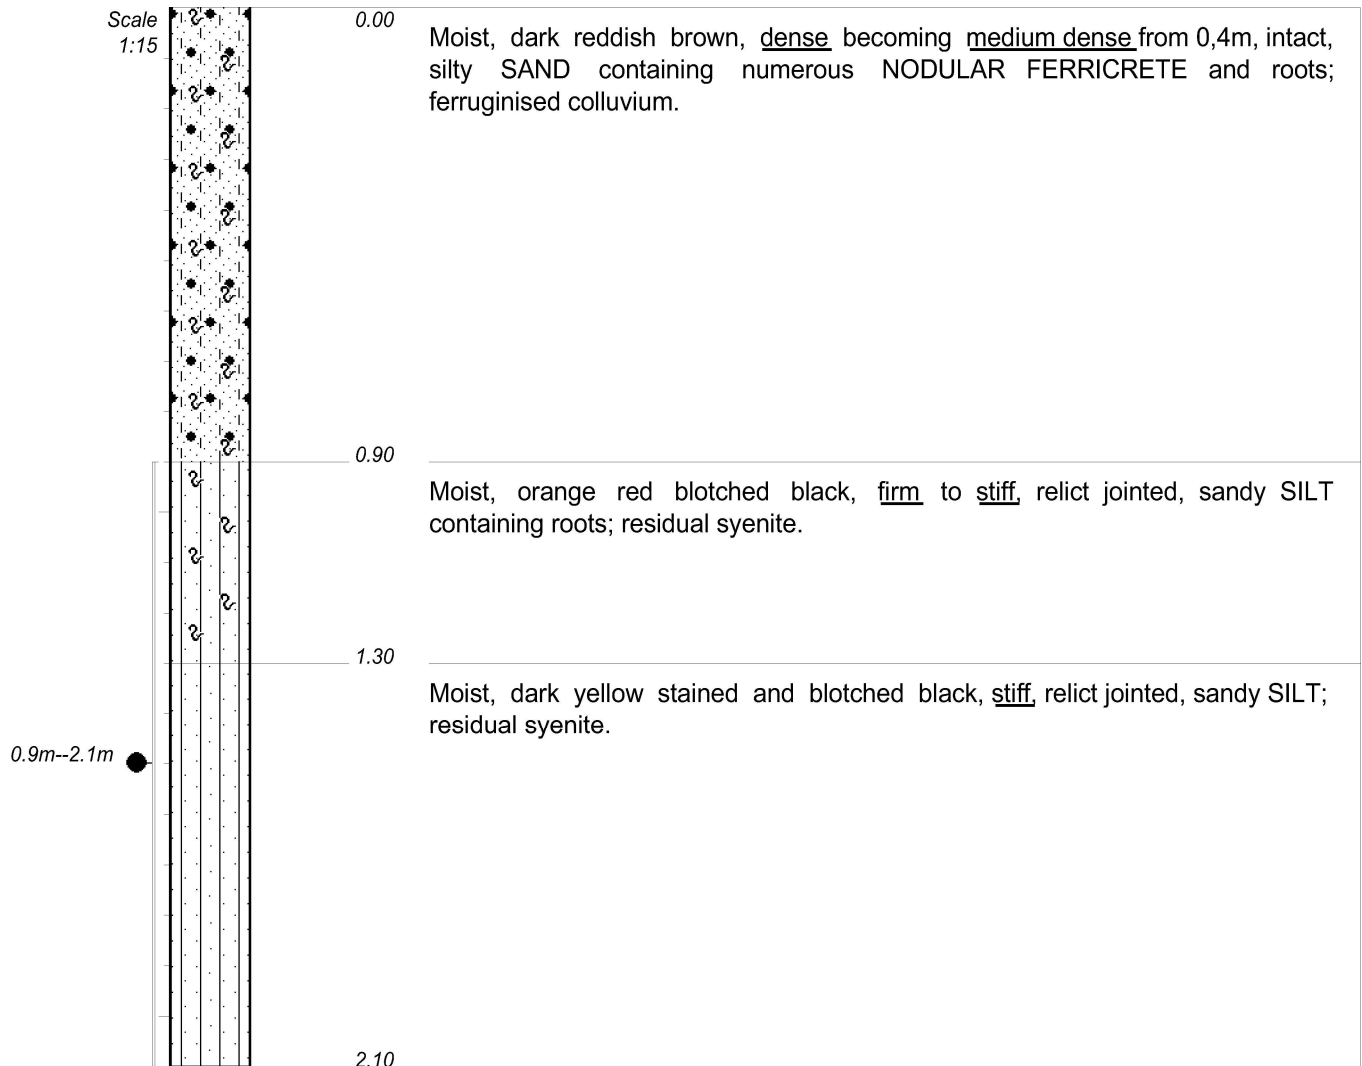 Scale
1:15
0.00
Moist, dark reddish brown, dense becoming medium dense from 0,4m, intact,
silty SAND containing numerous NODULAR FERRICRETE and roots;
ferruginised colluvium.
0.90
Moist, orange red blotched black, firm to stiff, relict jointed, sandy SILT
containing roots; residual syenite.
1.30
Moist, dark yellow stained and blotched black, stiff, relict jointed, sandy SILT;
residual syenite.
0.9m--2.1m
2.10